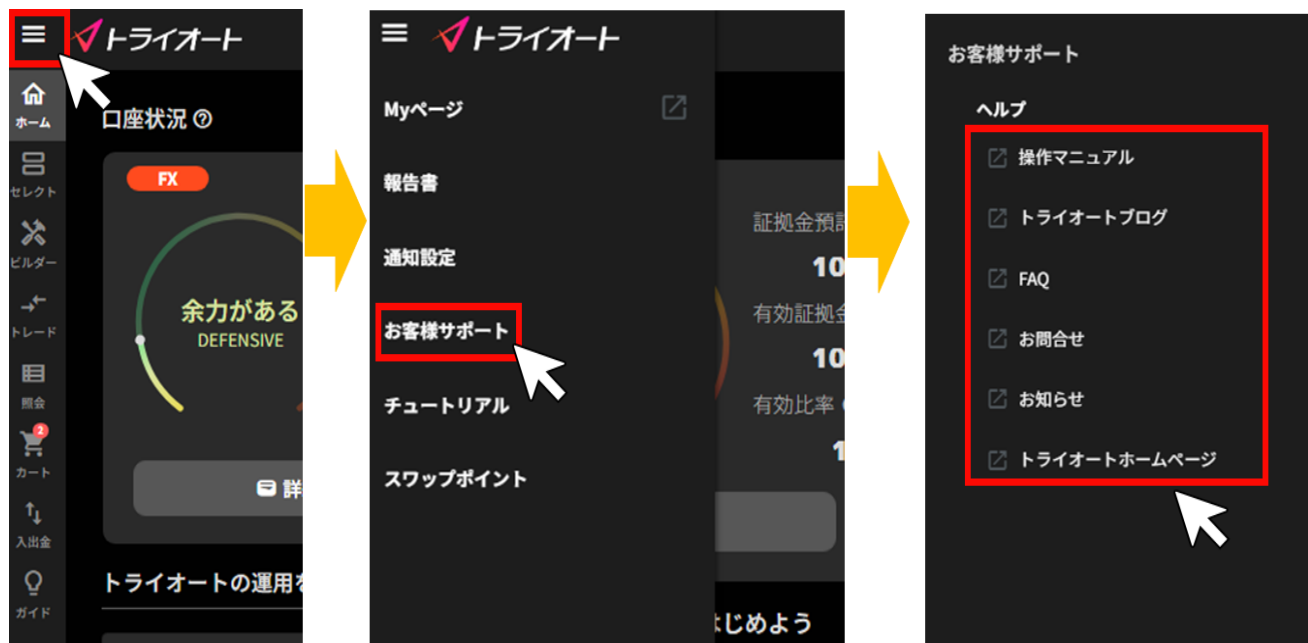 トライオート
ホーム
口座状況
セレクト
FX
ビルダー
余力がある
DEFENSIVE
トレード
照会
2
カート
詳
入出金
トライオートの運用を
ガイド
トライオート
Myページ
報告書
通知設定
お客様サポート
チュートリアル
スワップポイント
証拠金預託
10
有効証拠金
10
有効比率
1
はじめよう
お客様サポート
ヘルプ
操作マニュアル
トライオートブログ
FAQ
お問合せ
お知らせ
トライオートホームページ